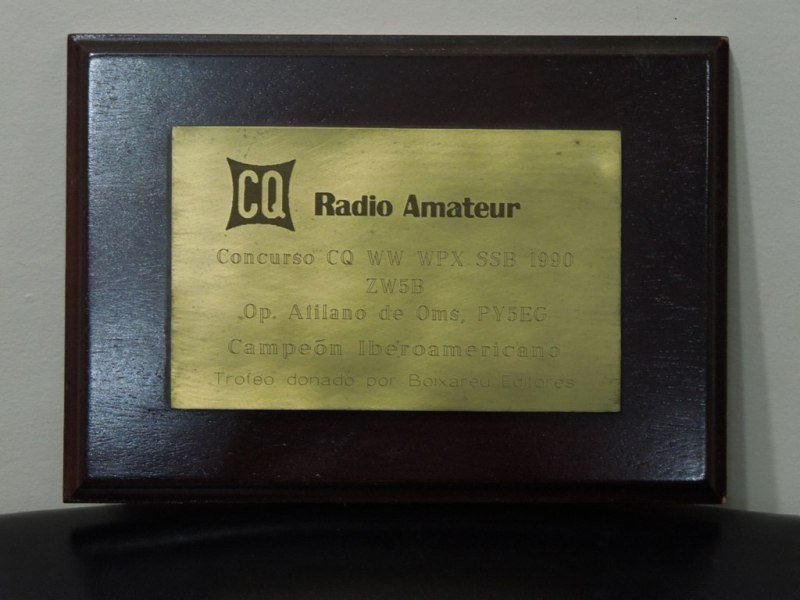 CQ Radio Amateur
Concurso CQ WW WPX SSB 1990
ZW5B
Op. Atilano de Oms, PY5EG
Campeón Iberoamericano
Trofeo donado por Boixareu Editores